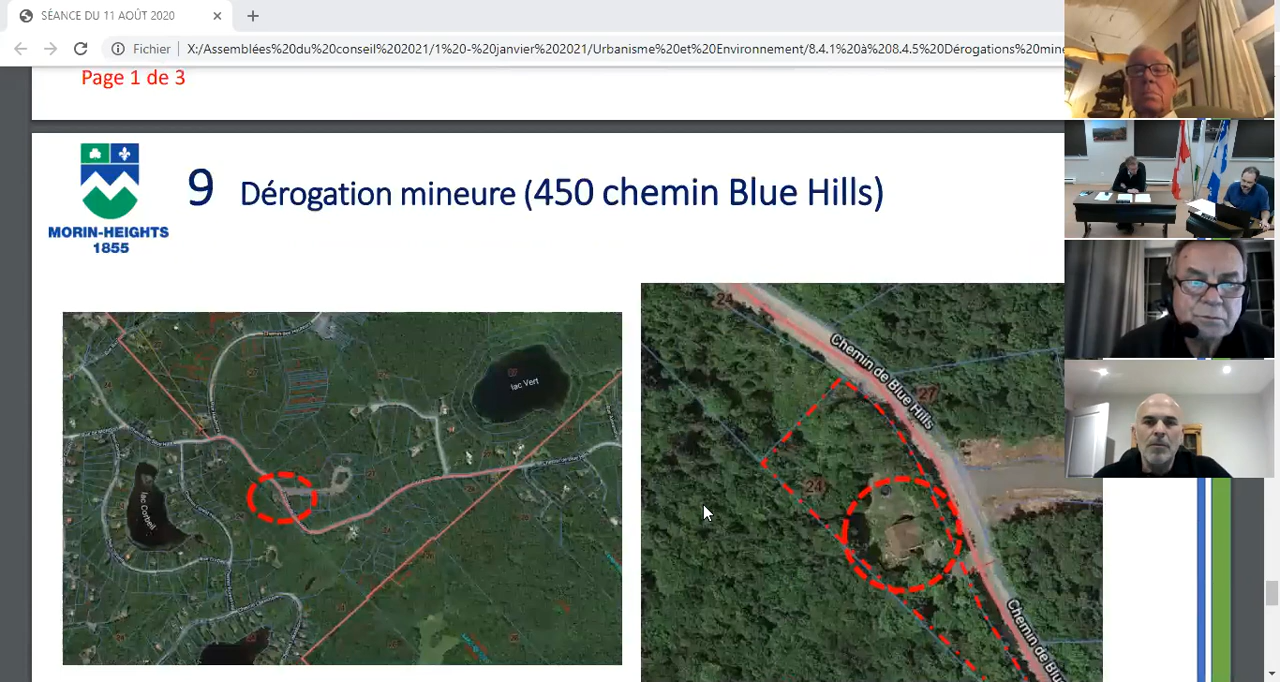 SÉANCE DU 11 AOÛT 2020
Fichier
X:/Assemblées%20du%20conseil%202021/1%20-%20janvier%202021/Urbanisme%20et%20Environnement/8.4.1%20à%208.4.5%20Dérogations%20min
Page 1 de 3
MORIN-HEIGHTS
1855
9 Dérogation mineure (450 chemin Blue Hills)
lac Vert
lac Corbeil
24
Chemin de Blue Hills
27
24
Chemin de Blu